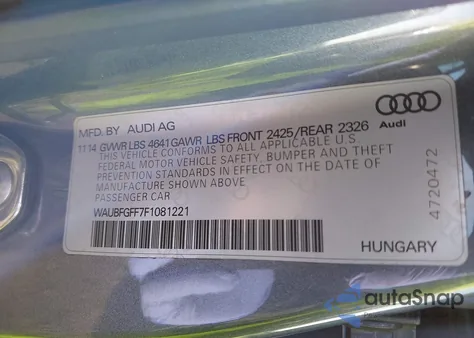 MFD. BY AUDI AG
11 14 GVWR LBS 4641 GAWR LBS FRONT 2425/REAR 2326
THIS VEHICLE CONFORMS TO ALL APPLICABLE U.S.
FEDERAL MOTOR VEHICLE SAFETY, BUMPER AND THEFT
PREVENTION STANDARDS IN EFFECT ON THE DATE OF
MANUFACTURE SHOWN ABOVE
PASSENGER CAR
WAUBFGFF7F1081221
Audi
4720472
HUNGARY
autoSnap